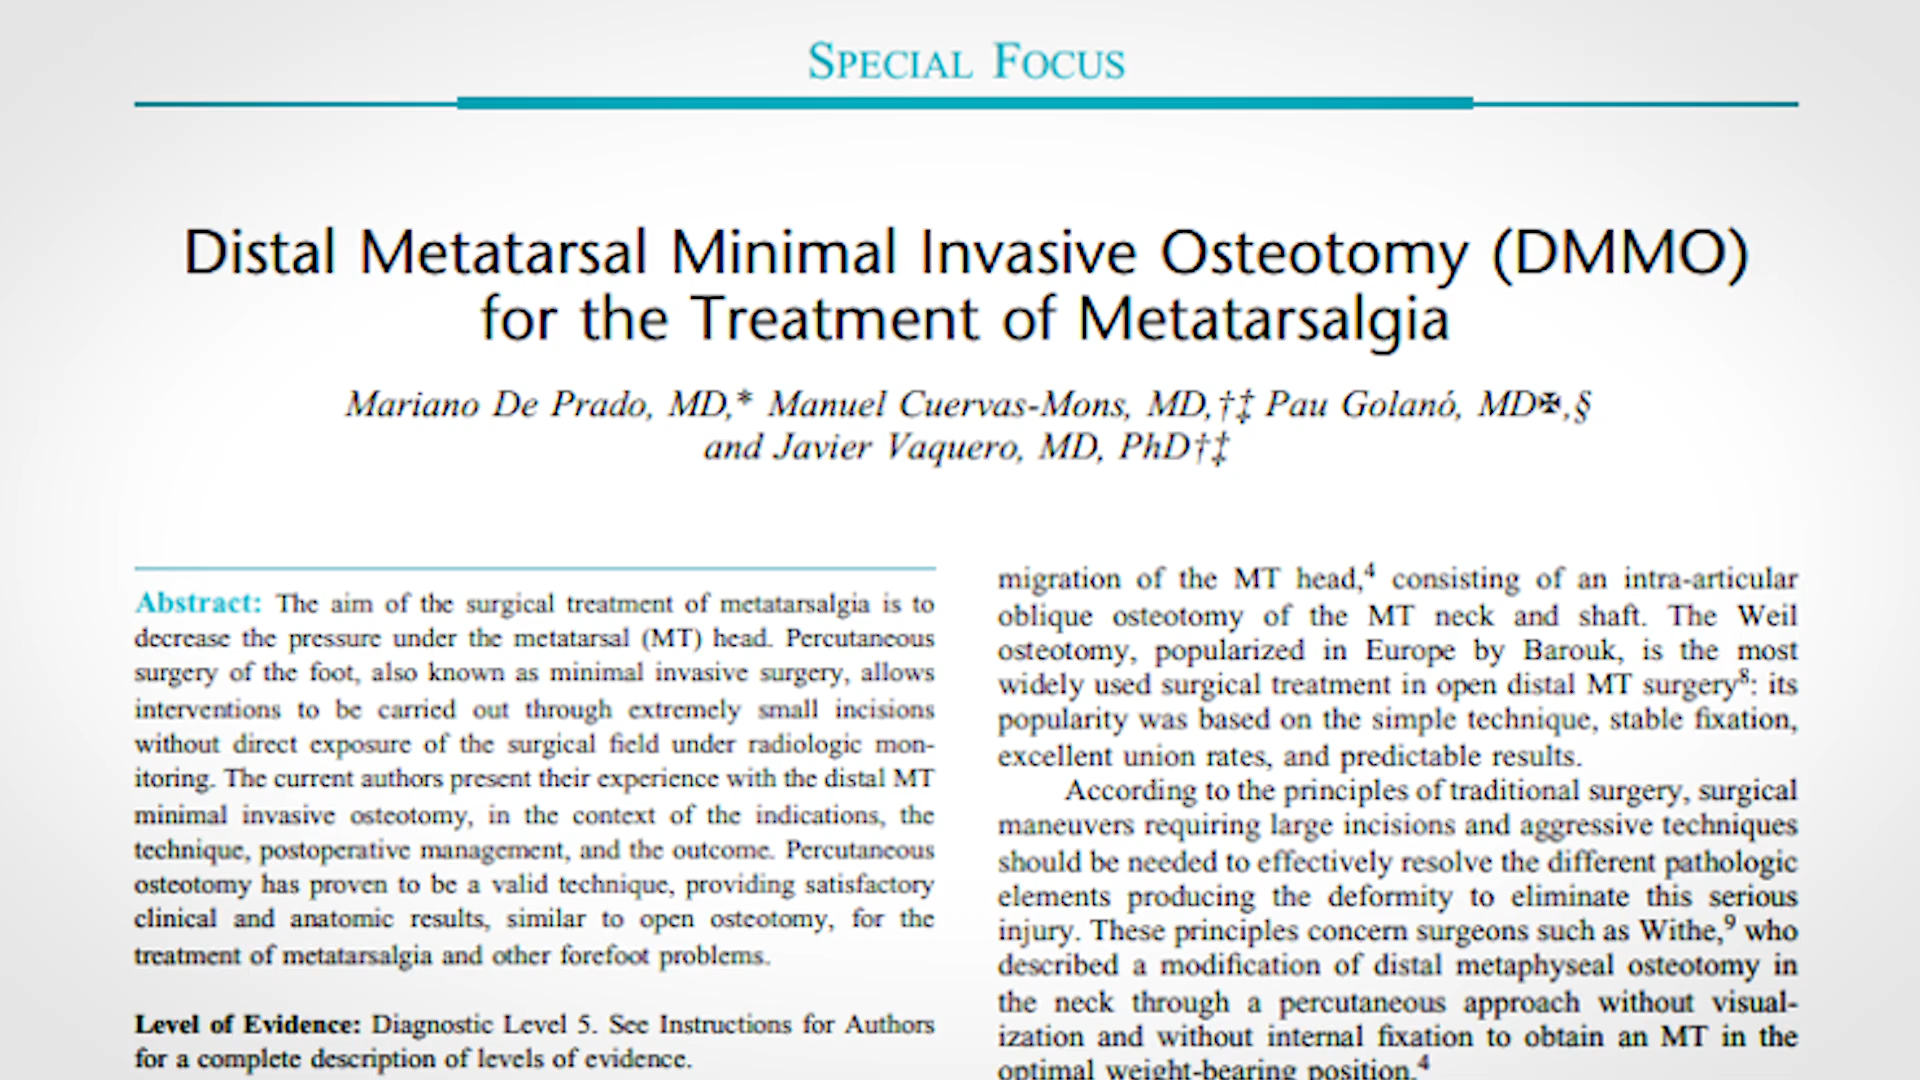 SPECIAL FOCUS
Distal Metatarsal Minimal Invasive Osteotomy (DMMO)
for the Treatment of Metatarsalgia
Mariano De Prado, MD,* Manuel Cuervas-Mons, MD,†‡ Pau Golanó, MD✠,§
and Javier Vaquero, MD, PhD†‡
Abstract: The aim of the surgical treatment of metatarsalgia is to
decrease the pressure under the metatarsal (MT) head. Percutaneous
surgery of the foot, also known as minimal invasive surgery, allows
interventions to be carried out through extremely small incisions
without direct exposure of the surgical field under radiologic mon-
itoring. The current authors present their experience with the distal MT
minimal invasive osteotomy, in the context of the indications, the
technique, postoperative management, and the outcome. Percutaneous
osteotomy has proven to be a valid technique, providing satisfactory
clinical and anatomic results, similar to open osteotomy, for the
treatment of metatarsalgia and other forefoot problems.
Level of Evidence: Diagnostic Level 5. See Instructions for Authors
for a complete description of levels of evidence.
migration of the MT head,4 consisting of an intra-articular
oblique osteotomy of the MT neck and shaft. The Weil
osteotomy, popularized in Europe by Barouk, is the most
widely used surgical treatment in open distal MT surgery8: its
popularity was based on the simple technique, stable fixation,
excellent union rates, and predictable results.
According to the principles of traditional surgery, surgical
maneuvers requiring large incisions and aggressive techniques
should be needed to effectively resolve the different pathologic
elements producing the deformity to eliminate this serious
injury. These principles concern surgeons such as Withe,9 who
described a modification of distal metaphyseal osteotomy in
the neck through a percutaneous approach without visual-
ization and without internal fixation to obtain an MT in the
optimal weight-bearing position.4